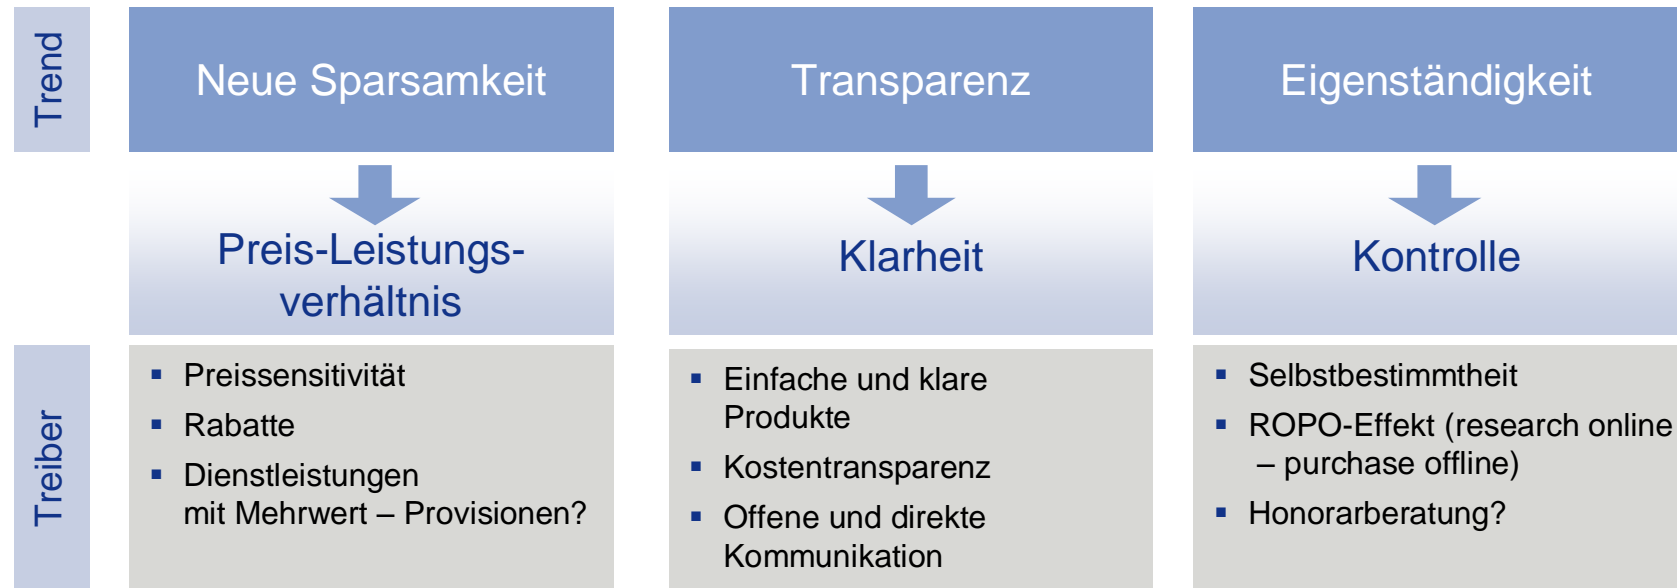 Trend
Neue Sparsamkeit
Transparenz
Eigenständigkeit
Preis-Leistungs-
verhältnis
Klarheit
Kontrolle
Treiber
▪ Preissensitivität
▪ Rabatte
▪ Dienstleistungen
mit Mehrwert – Provisionen?
▪ Einfache und klare
Produkte
▪ Kostentransparenz
▪ Offene und direkte
Kommunikation
▪ Selbstbestimmtheit
▪ ROPO-Effekt (research online
– purchase offline)
▪ Honorarberatung?